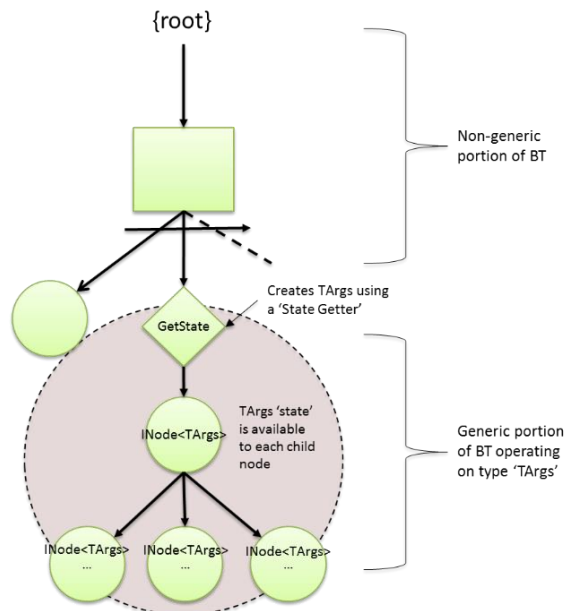 {root}
Non-generic
portion of BT
Creates TArgs using
a ‘State Getter’
GetState
TArgs ‘state’
is available
to each child
node
INode<TArgs>
Generic portion
of BT operating
on type ‘TArgs’
INode<TArgs>
...
INode<TArgs>
...
INode<TArgs>
...